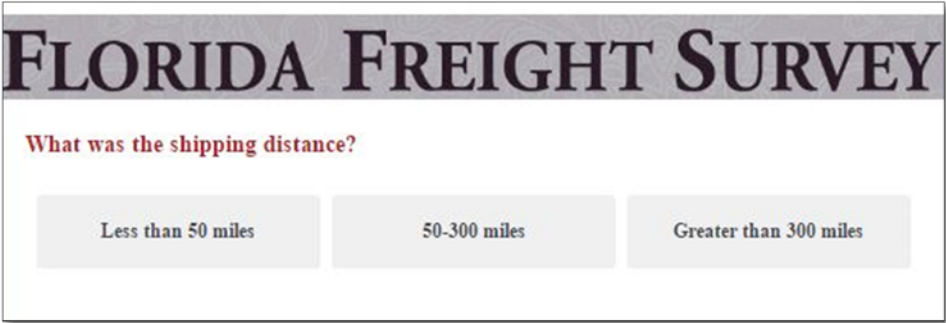 FLORIDA FREIGHT SURVEY
What was the shipping distance?
Less than 50 miles
50-300 miles
Greater than 300 miles